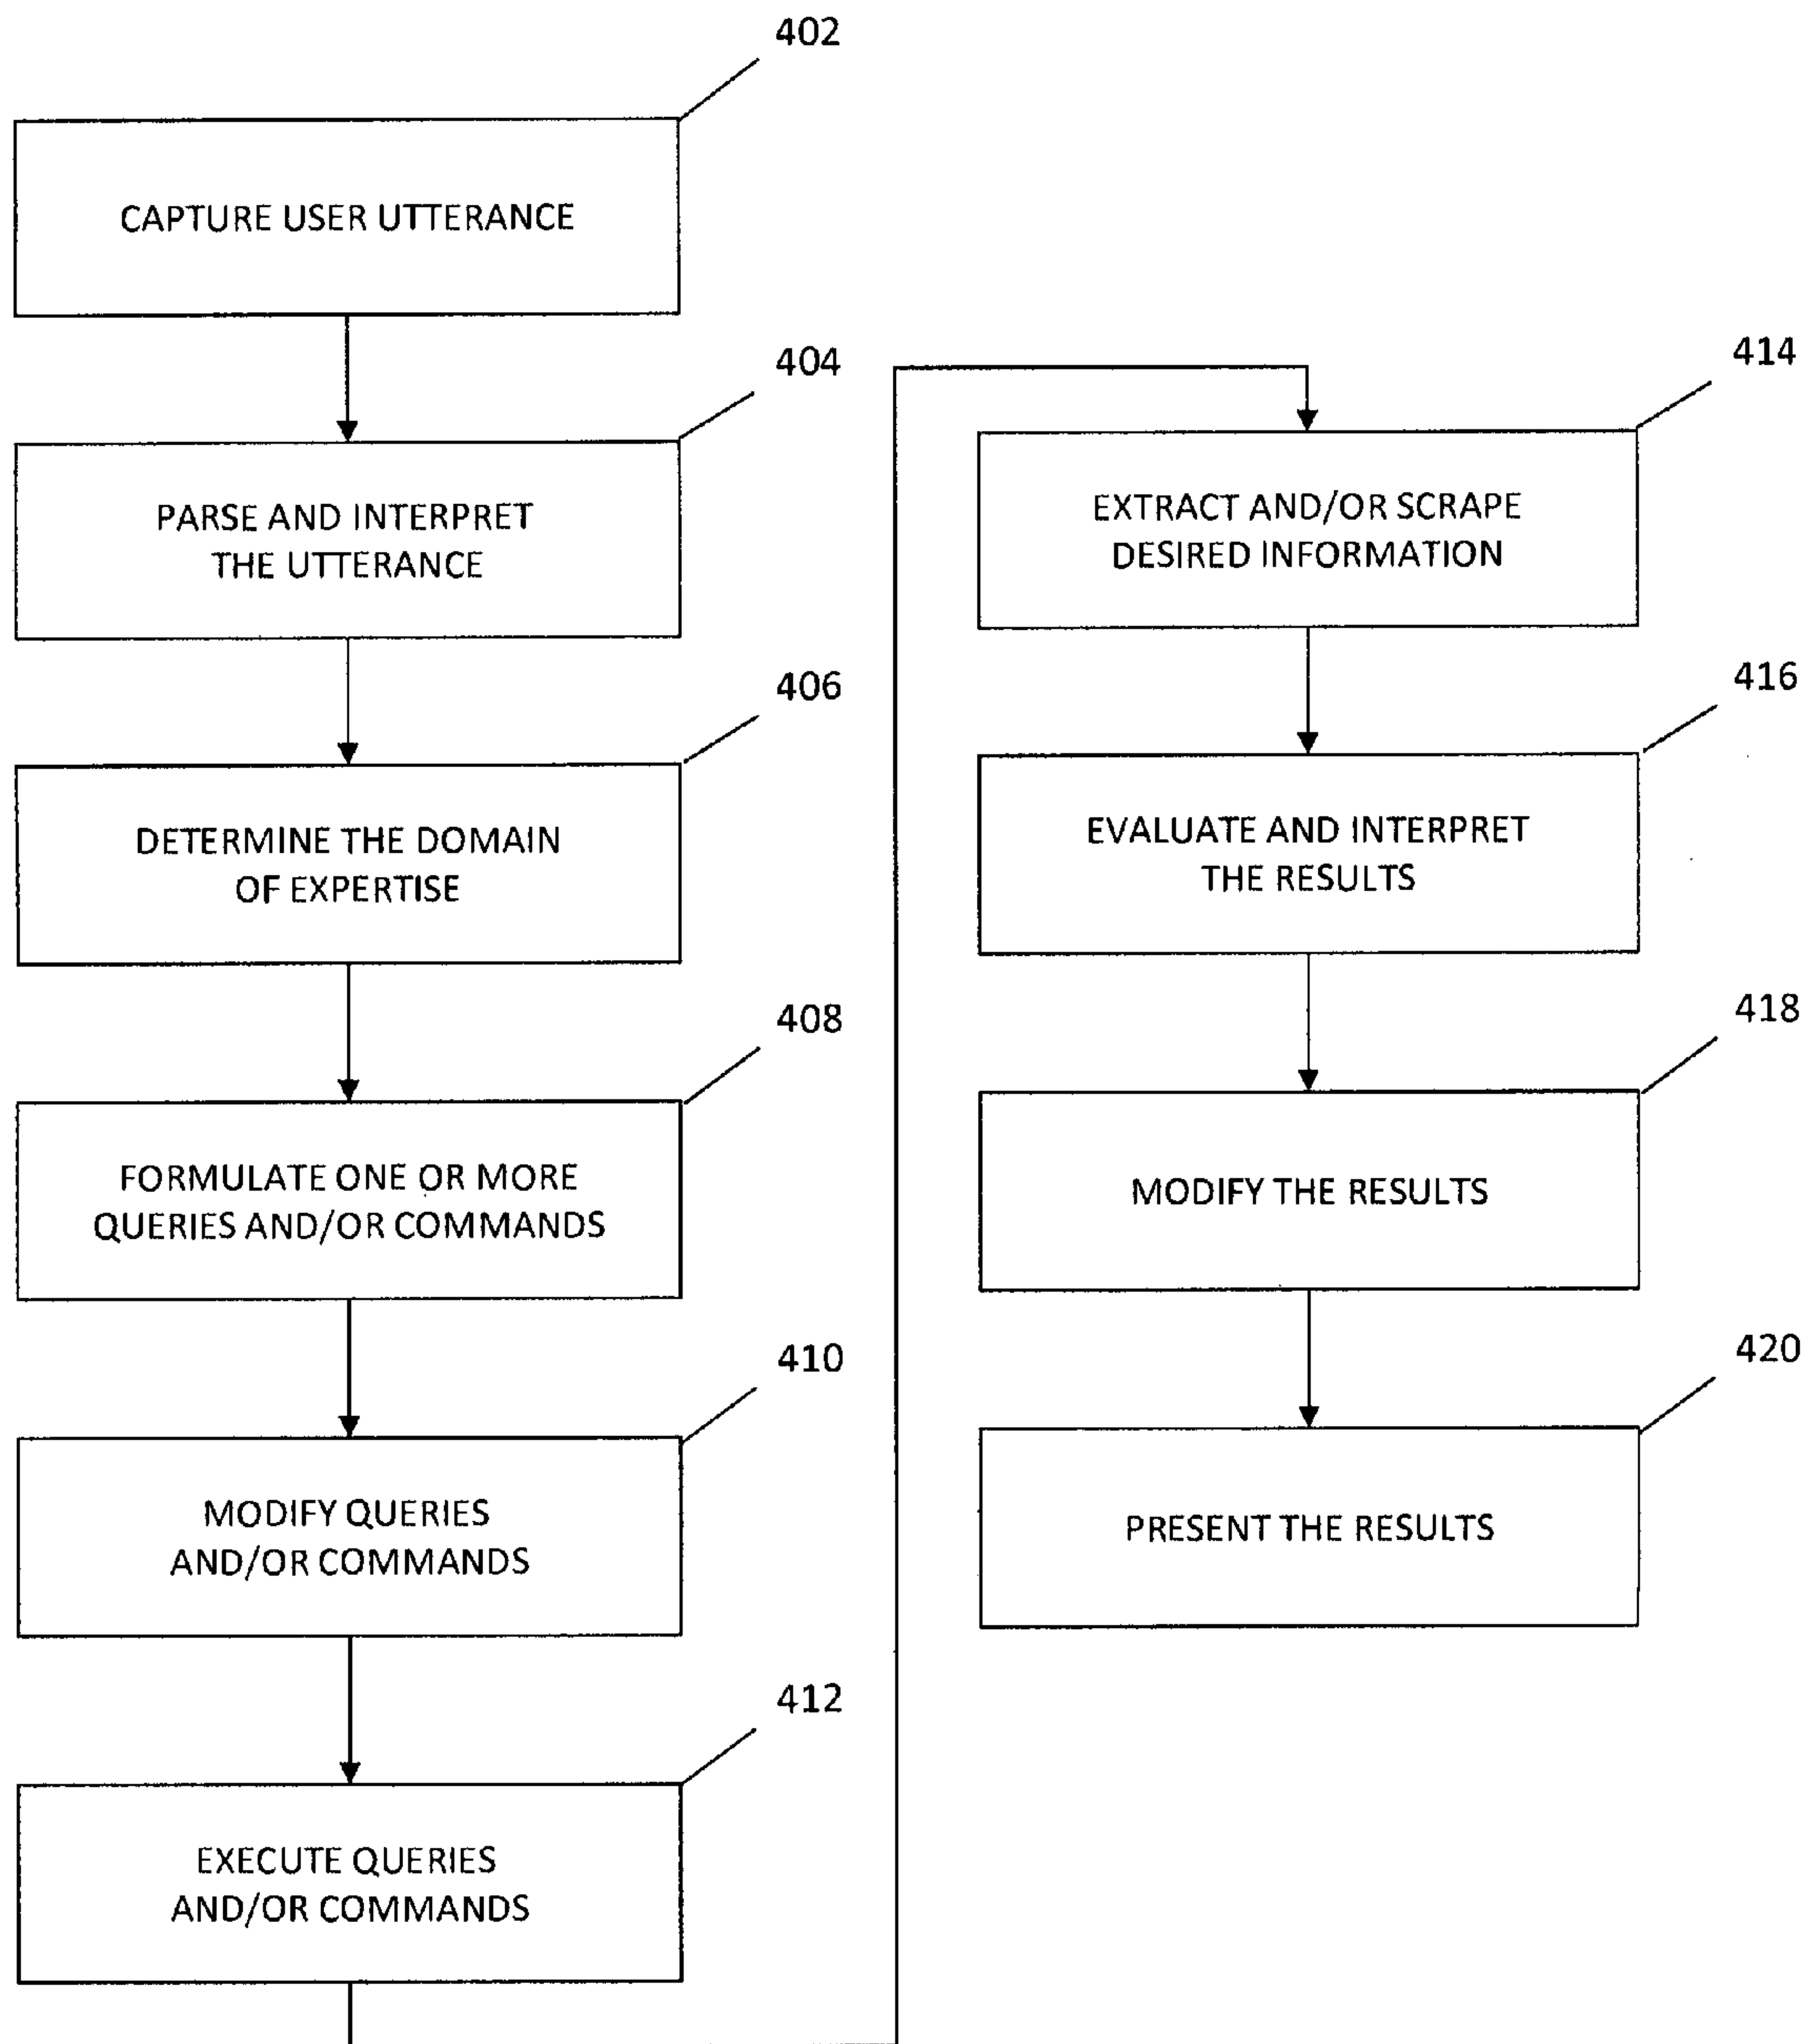 402
CAPTURE USER UTTERANCE
404
PARSE AND INTERPRET
THE UTTERANCE
406
DETERMINE THE DOMAIN
OF EXPERTISE
408
FORMULATE ONE OR MORE
QUERIES AND/OR COMMANDS
410
MODIFY QUERIES
AND/OR COMMANDS
412
EXECUTE QUERIES
AND/OR COMMANDS
414
EXTRACT AND/OR SCRAPE
DESIRED INFORMATION
416
EVALUATE AND INTERPRET
THE RESULTS
418
MODIFY THE RESULTS
420
PRESENT THE RESULTS